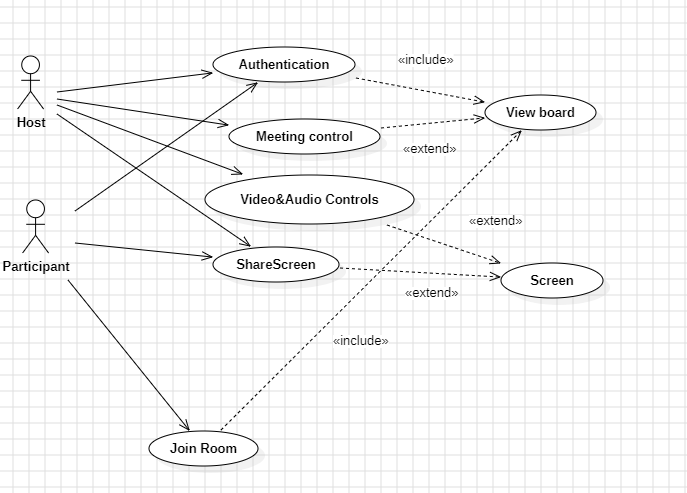 Authentication
«include»
Host
View board
Meeting control
«extend»
Video&Audio Controls
«extend»
Participant
ShareScreen
Screen
«extend»
«include»
Join Room